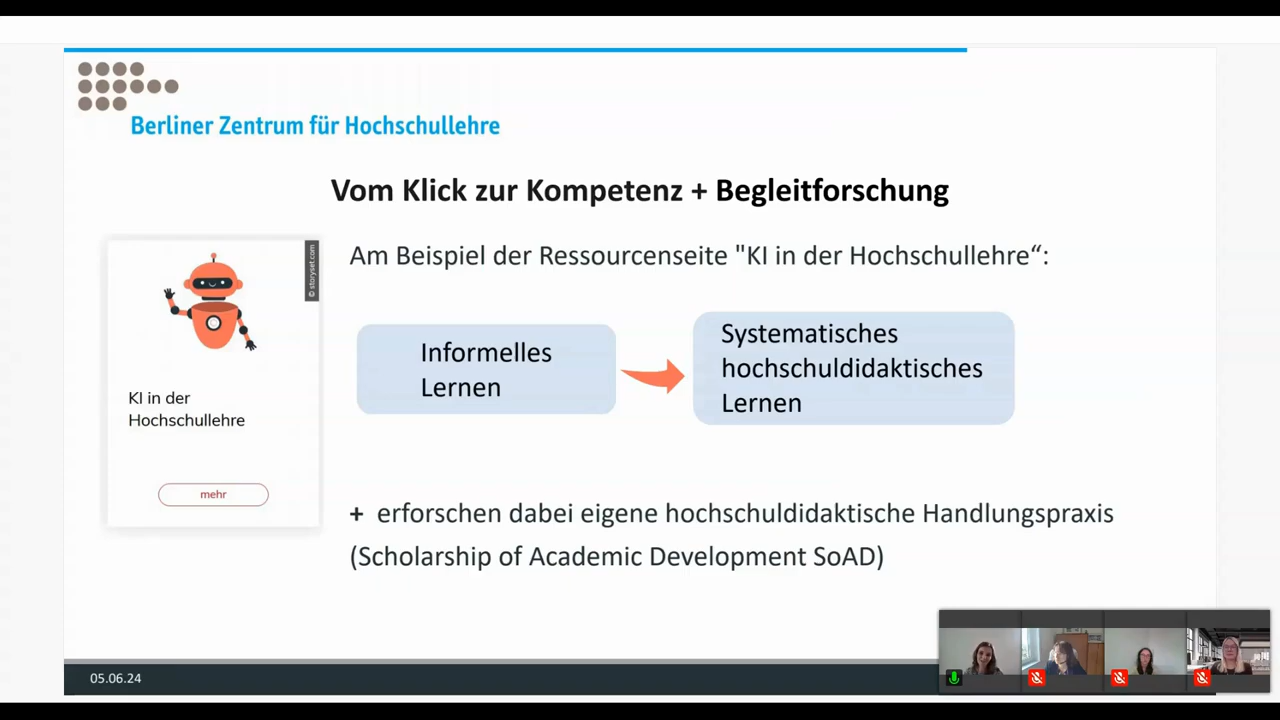 Berliner Zentrum für Hochschullehre
Vom Klick zur Kompetenz + Begleitforschung
Am Beispiel der Ressourcenseite "KI in der Hochschullehre“:
© storyset.com
KI in der
Hochschullehre
mehr
Informelles
Lernen
Systematisches
hochschuldidaktisches
Lernen
+ erforschen dabei eigene hochschuldidaktische Handlungspraxis
(Scholarship of Academic Development SoAD)
05.06.24